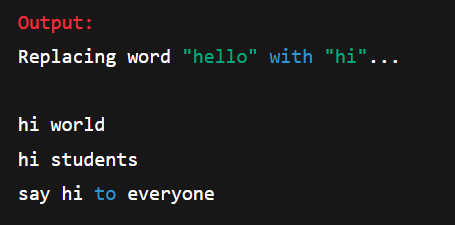 Output:
Replacing word "hello" with "hi"...
hi world
hi students
say hi to everyone